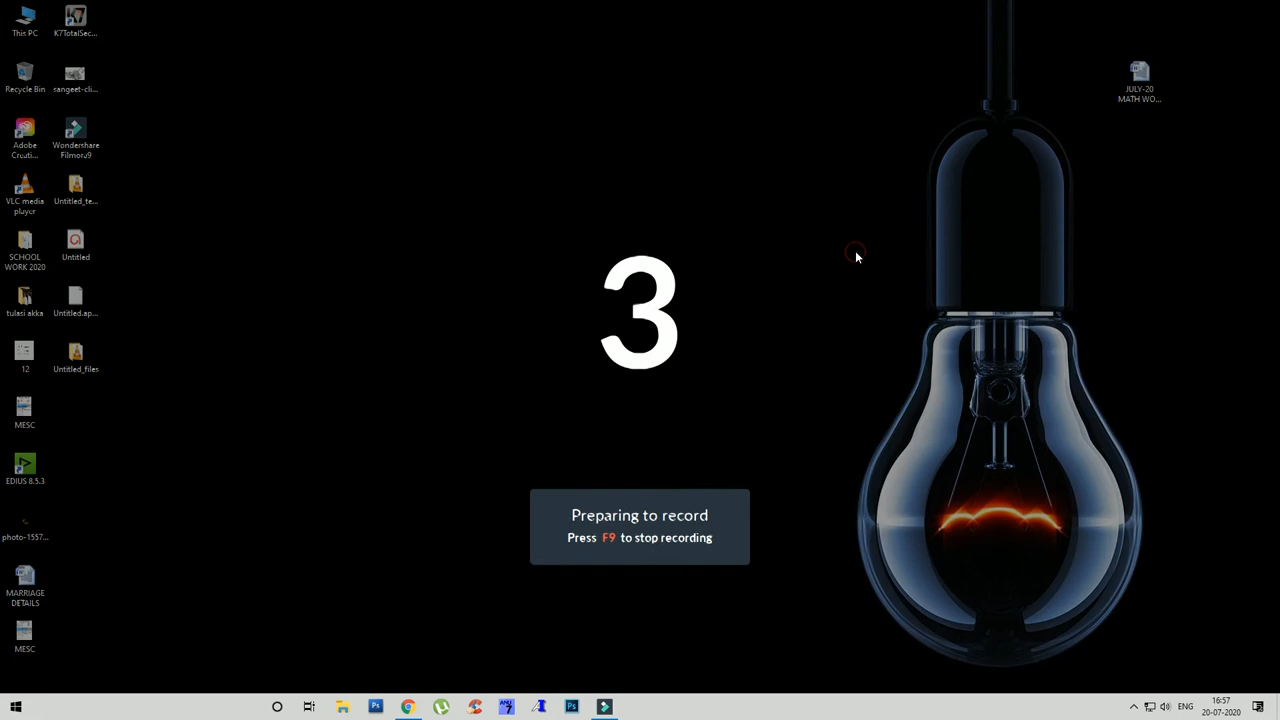 This PC
K7TotalSec...
Recycle Bin
sangeet-cli...
Adobe
Creati...
Wondershare
Filmora9
VLC media
player
Untitled_te...
SCHOOL
WORK 2020
Untitled
tulasi akka
Untitled.ap...
12
Untitled_files
MESC
EDIUS 8.5.3
photo-1557...
MARRIAGE
DETAILS
MESC
JULY-20
MATH WO...
3
Preparing to record
Press F9 to stop recording
ENG
16:57
20-07-2020